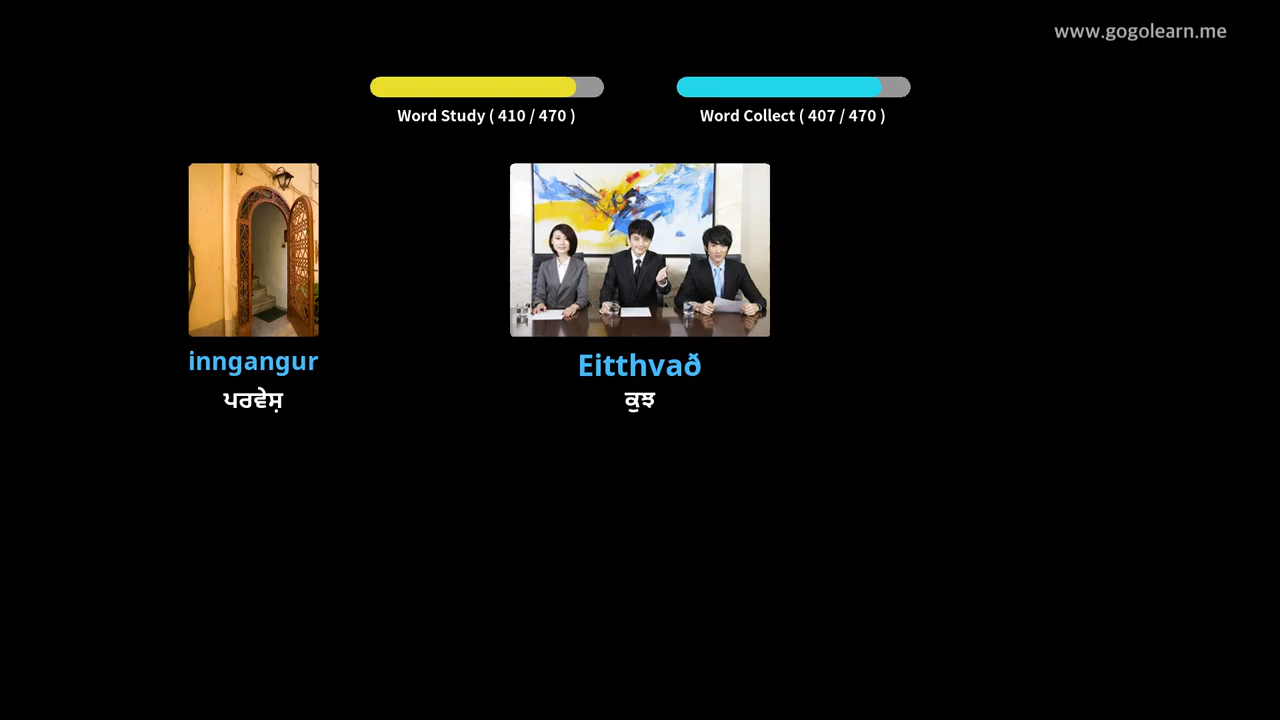 www.gogolearn.me
Word Study ( 410 / 470 )
Word Collect ( 407 / 470 )
inngangur
ਪਰਵੇਸ਼
Eitthvað
ਕੁਝ